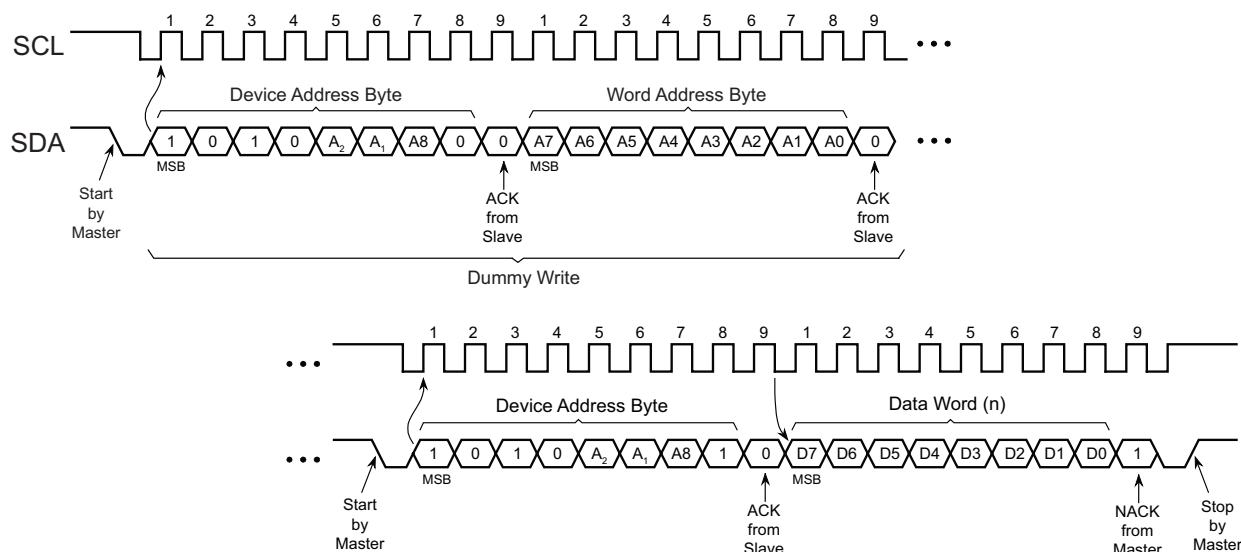 1 2 3 4 5 6 7 8 9 1 2 3 4 5 6 7 8 9
SCL
Device Address Byte Word Address Byte
SDA 1 0 1 0 A₂ A₁ A8 0 0 A7 A6 A5 A4 A3 A2 A1 A0 0
MSB MSB
Start
by
Master
ACK
from
Slave
ACK
from
Slave
Dummy Write
1 2 3 4 5 6 7 8 9 1 2 3 4 5 6 7 8 9
Device Address Byte Data Word (n)
1 0 1 0 A₂ A₁ A8 1 0 D7 D6 D5 D4 D3 D2 D1 D0 1
MSB MSB
Start
by
Master
ACK
from
Slave
NACK
from
Master
Stop
by
Master